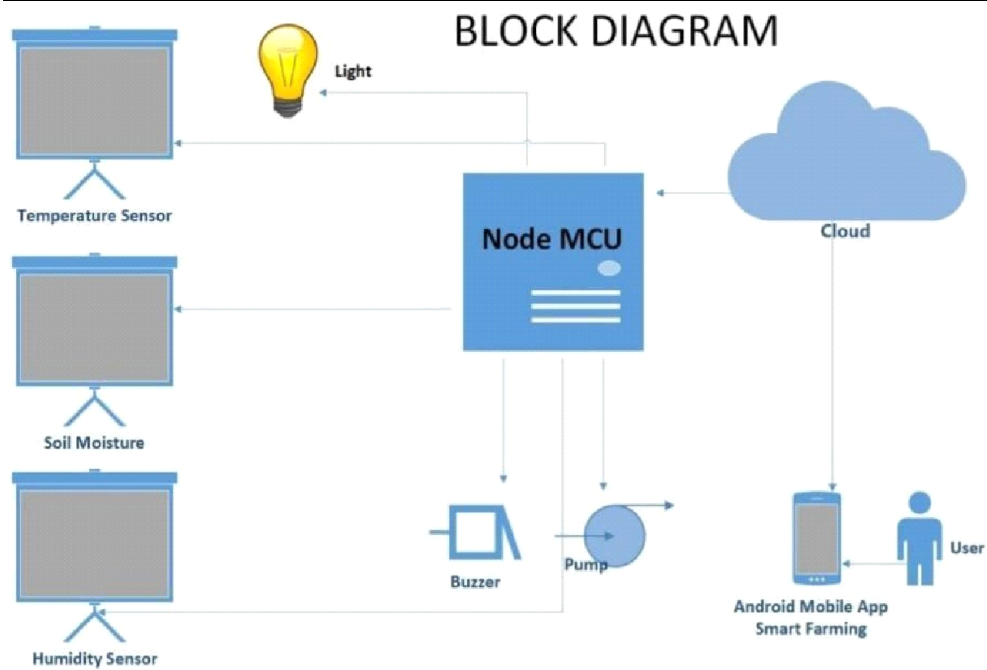 BLOCK DIAGRAM
Light
Temperature Sensor
Node MCU
Cloud
Soil Moisture
Buzzer
Pump
User
Android Mobile App
Smart Farming
Humidity Sensor